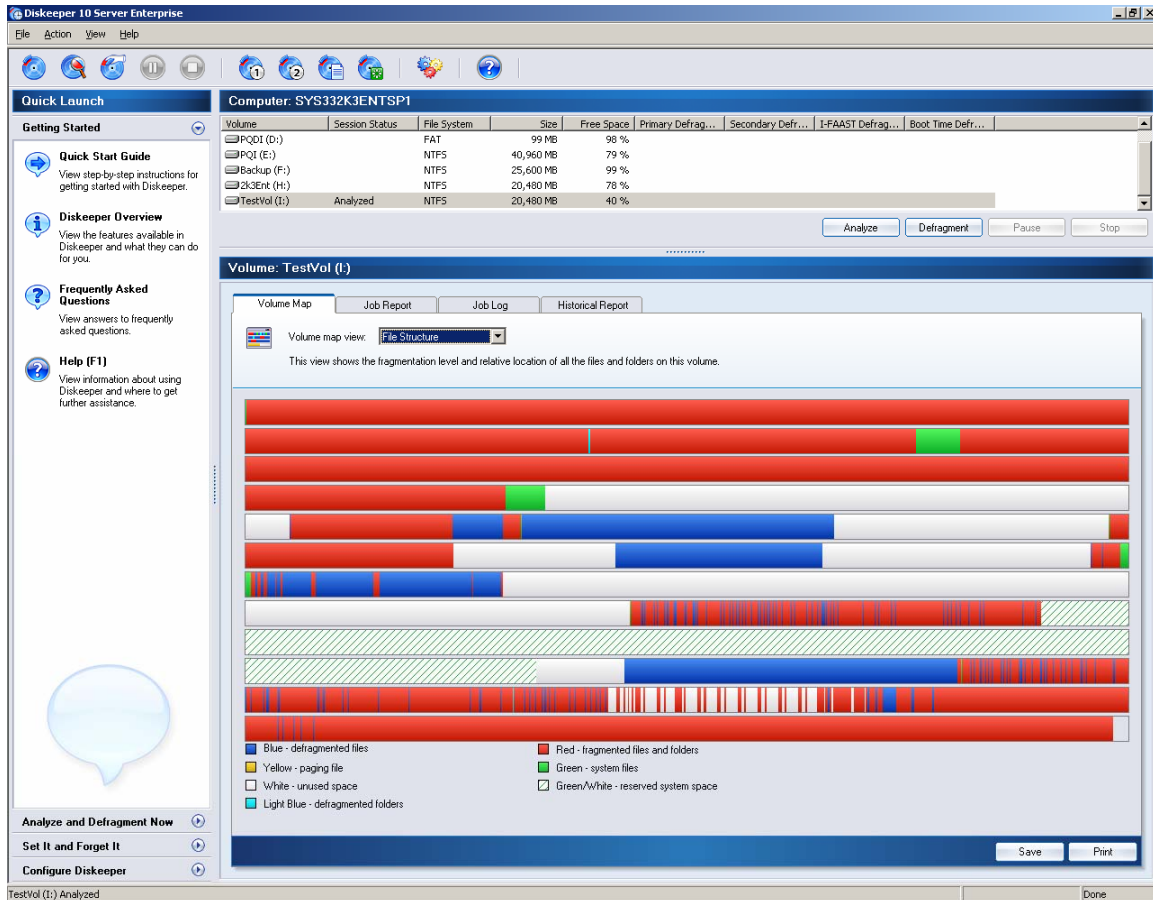 Diskeeper 10 Server Enterprise
File Action View Help
Quick Launch
Getting Started
Quick Start Guide
View step-by-step instructions for
getting started with Diskeeper.
Diskeeper Overview
View the features available in
Diskeeper and what they can do
for you.
Frequently Asked
Questions
View answers to frequently
asked questions.
Help (F1)
View information about using
Diskeeper and where to get
further assistance.
Analyze and Defragment Now
Set It and Forget It
Configure Diskeeper
Computer: SYS332K3ENTSP1
Volume Session Status File System Size Free Space Primary Defrag... Secondary Defr... I-FAAST Defrag... Boot Time Defr...
PQDI (D:) FAT 99 MB 98 %
PQI (E:) NTFS 40,960 MB 79 %
Backup (F:) NTFS 25,600 MB 99 %
2k3Ent (H:) NTFS 20,480 MB 78 %
TestVol (I:) Analyzed NTFS 20,480 MB 40 %
Analyze Defragment Pause Stop
Volume: TestVol (I:)
Volume Map Job Report Job Log Historical Report
Volume map view: File Structure
This view shows the fragmentation level and relative location of all the files and folders on this volume.
Blue - defragmented files Red - fragmented files and folders
Yellow - paging file Green - system files
White - unused space Green/White - reserved system space
Light Blue - defragmented folders
Save Print
TestVol (I:) Analyzed Done